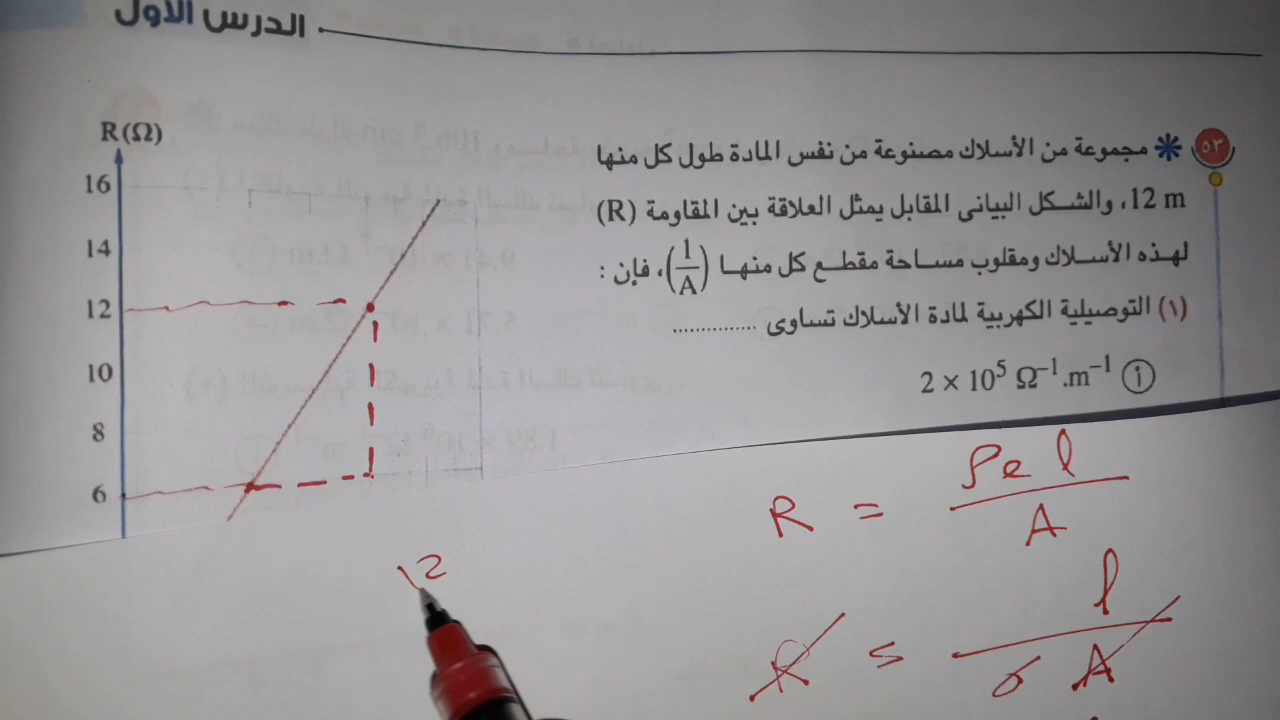 الدرس الأول
٥٣ * مجموعة من الأسلاك مصنوعة من نفس المادة طول كل منها
12 m، والشكل البيانى المقابل يمثل العلاقة بين المقاومة (R)
لهذه الأسلاك ومقلوب مساحة مقطع كل منها (1/A)، فإن :
(١) التوصيلية الكهربية لمادة الأسلاك تساوى ...............
أ 2 × 10⁵ Ω⁻¹.m⁻¹
R(Ω)
16
14
12
10
8
6
R = ρe l / A
R = l / σ A
12